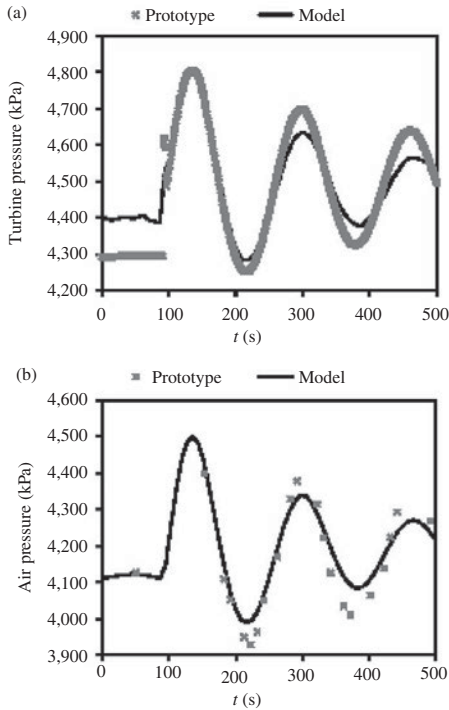 (a)
Prototype Model
4,900
4,800
4,700
4,600
4,500
4,400
4,300
4,200
Turbine pressure (kPa)
0 100 200 300 400 500
t (s)
(b)
Prototype Model
4,600
4,500
4,400
4,300
4,200
4,100
4,000
3,900
Air pressure (kPa)
0 100 200 300 400 500
t (s)